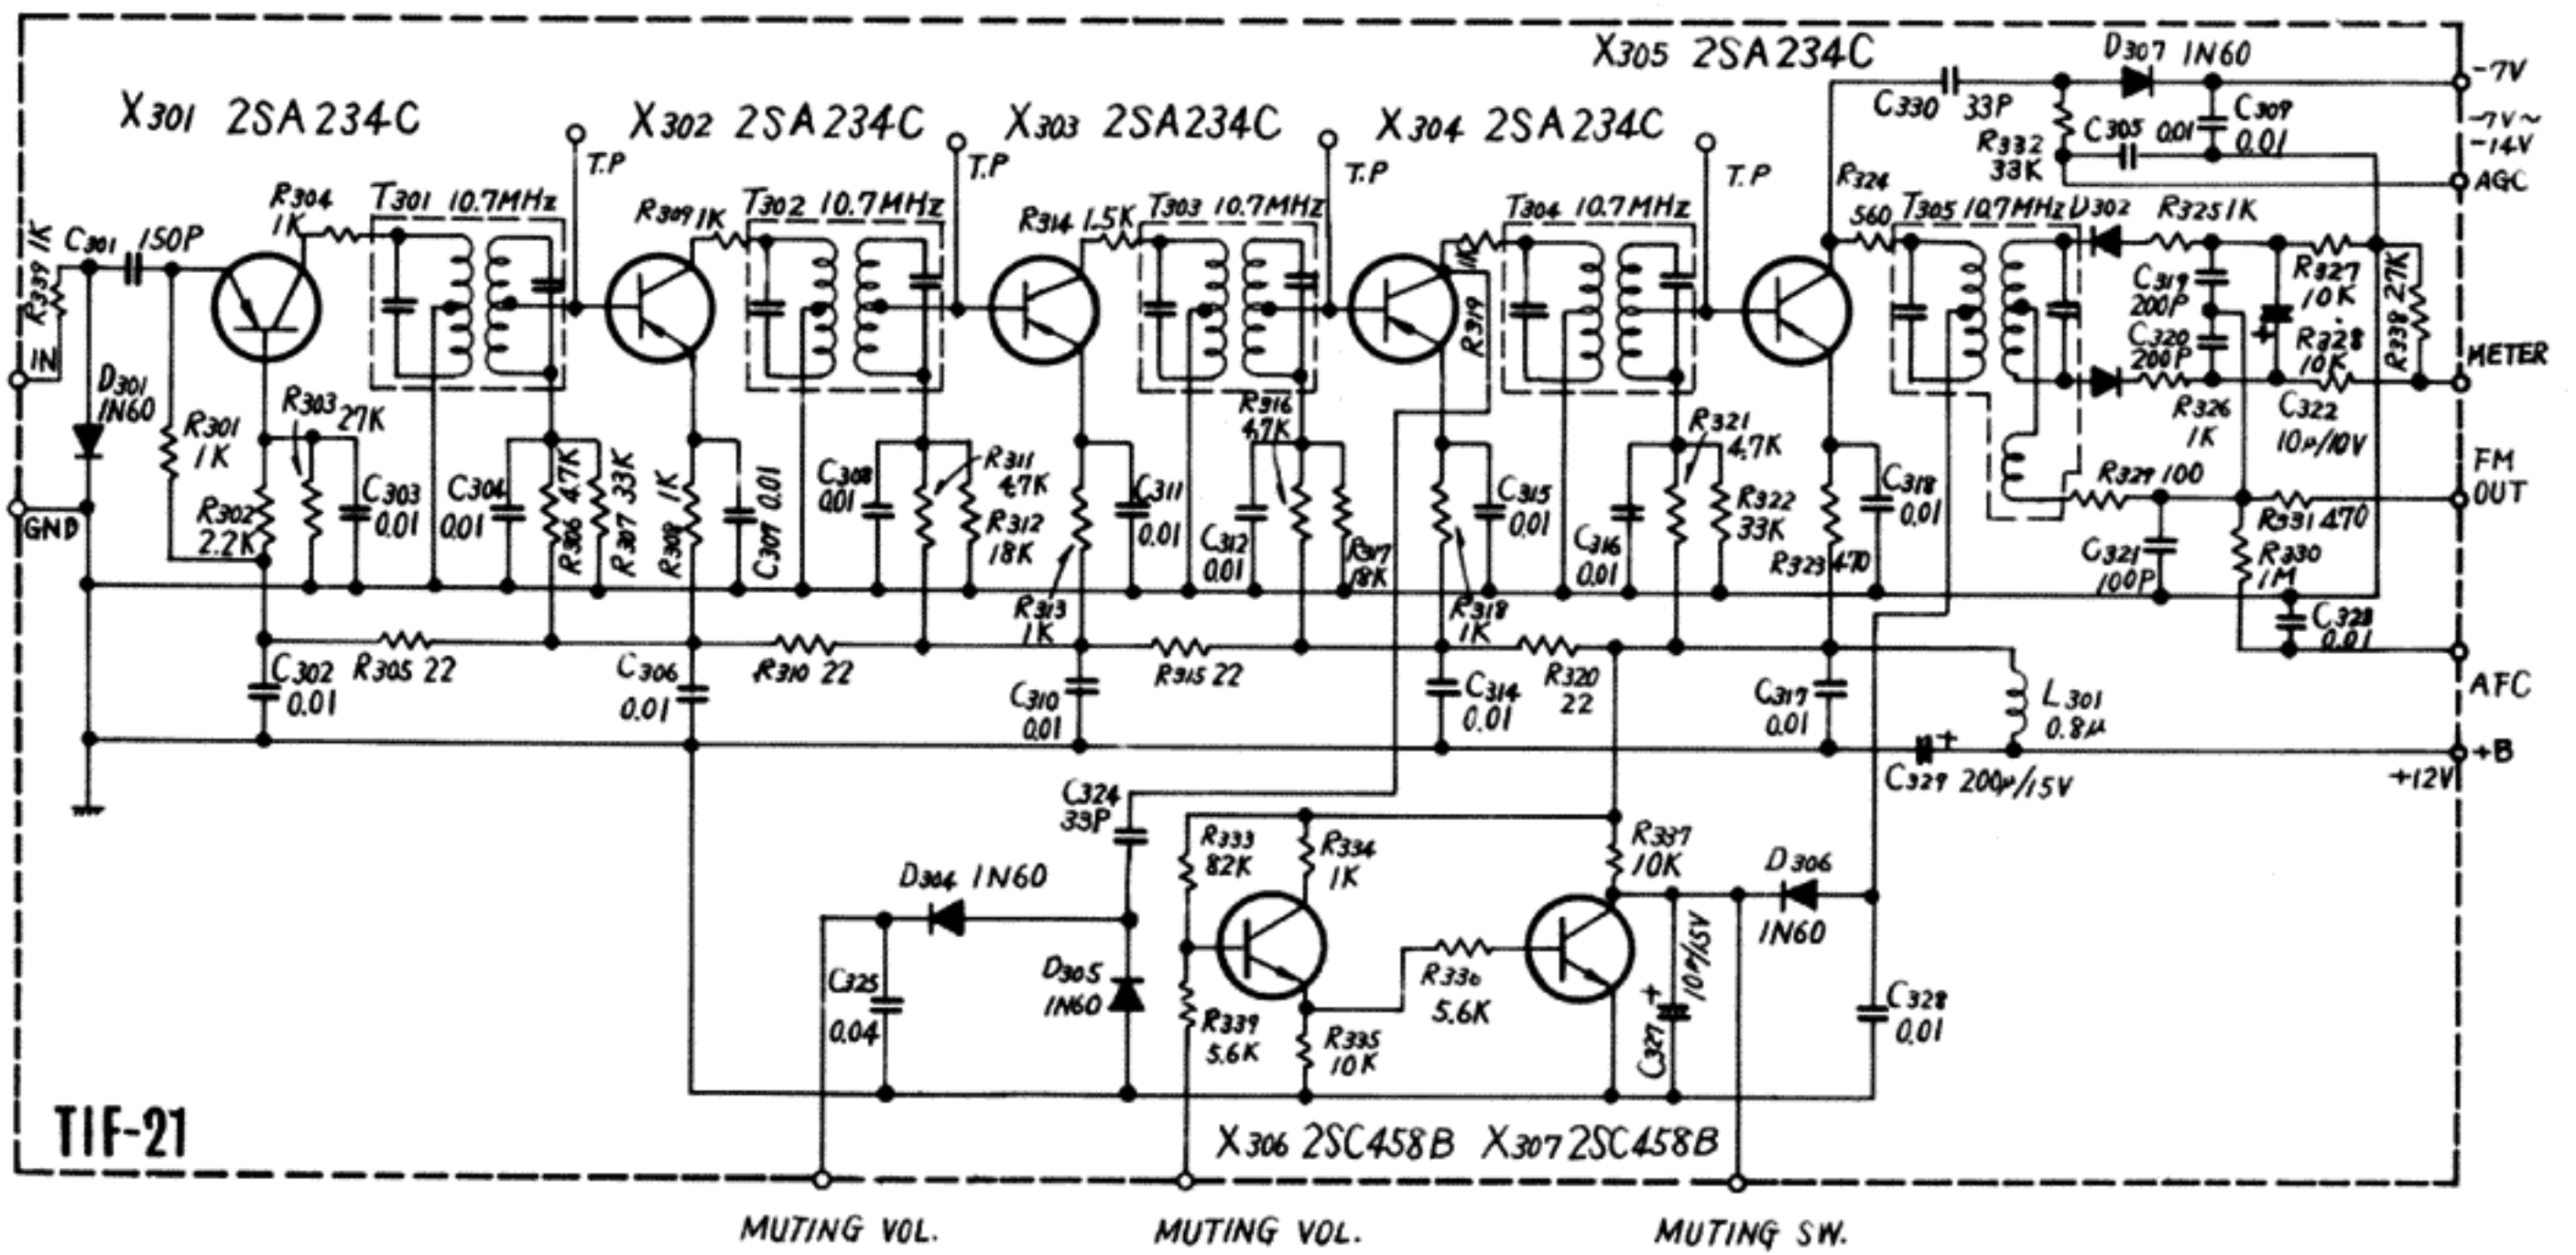 X305 2SA234C
D307 1N60
-7V
X301 2SA234C
X302 2SA234C
X303 2SA234C
X304 2SA234C
C330 33P
C309
0.01
C305 0.01
-7V~
-14V
R332
33K
AGC
T.P
T.P
T.P
T.P
R304
1K
T301 10.7MHz
R309 1K
T302 10.7MHz
R314 1.5K
T303 10.7MHz
T304 10.7MHz
R324
560
T305 10.7MHz
D302
R325 1K
R339 1K
C301 150P
IN
1K
R319
C319
200P
C320
200P
R327
10K
R328
10K
R338 27K
METER
D301
1N60
R301
1K
R303 27K
R302
2.2K
C303
0.01
C304
0.01
R306 4.7K
R307 33K
R308 1K
C307 0.01
C308
0.01
R311
4.7K
R312
18K
C311
0.01
R316
4.7K
C312
0.01
R317
18K
C315
0.01
C316
0.01
R321
4.7K
R322
33K
R323 470
C318
0.01
R326
1K
C322
10μ/10V
FM
OUT
R329 100
R331 470
C321
100P
R330
1M
GND
R313
1K
R318
1K
C323
0.01
C302
0.01
R305 22
C306
0.01
R310 22
C310
0.01
R315 22
C314
0.01
R320
22
C317
0.01
L301
0.8μ
AFC
+B
+12V
C329 200μ/15V
C324
33P
R333
82K
R334
1K
R337
10K
D306
1N60
D304 1N60
C325
0.04
D305
1N60
R339
5.6K
R335
10K
R336
5.6K
C327
10μ/15V
C328
0.01
TIF-21
X306 2SC458B
X307 2SC458B
MUTING VOL.
MUTING VOL.
MUTING SW.